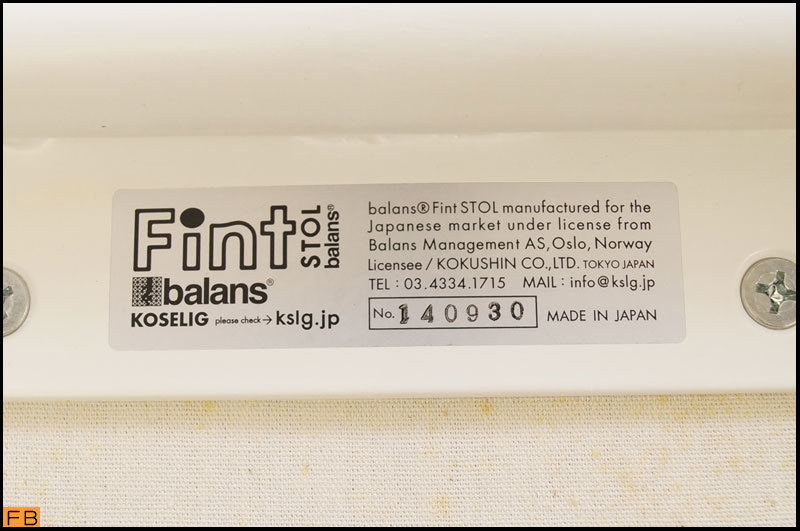 Fint
STOL
balans®
balans®
KOSELIG please check→ kslg.jp
balans® Fint STOL manufactured for the
Japanese market under license from
Balans Management AS, Oslo, Norway
Licensee / KOKUSHIN CO.,LTD. TOKYO JAPAN
TEL : 03.4334.1715 MAIL : info@kslg.jp
No. 140930 MADE IN JAPAN
FB